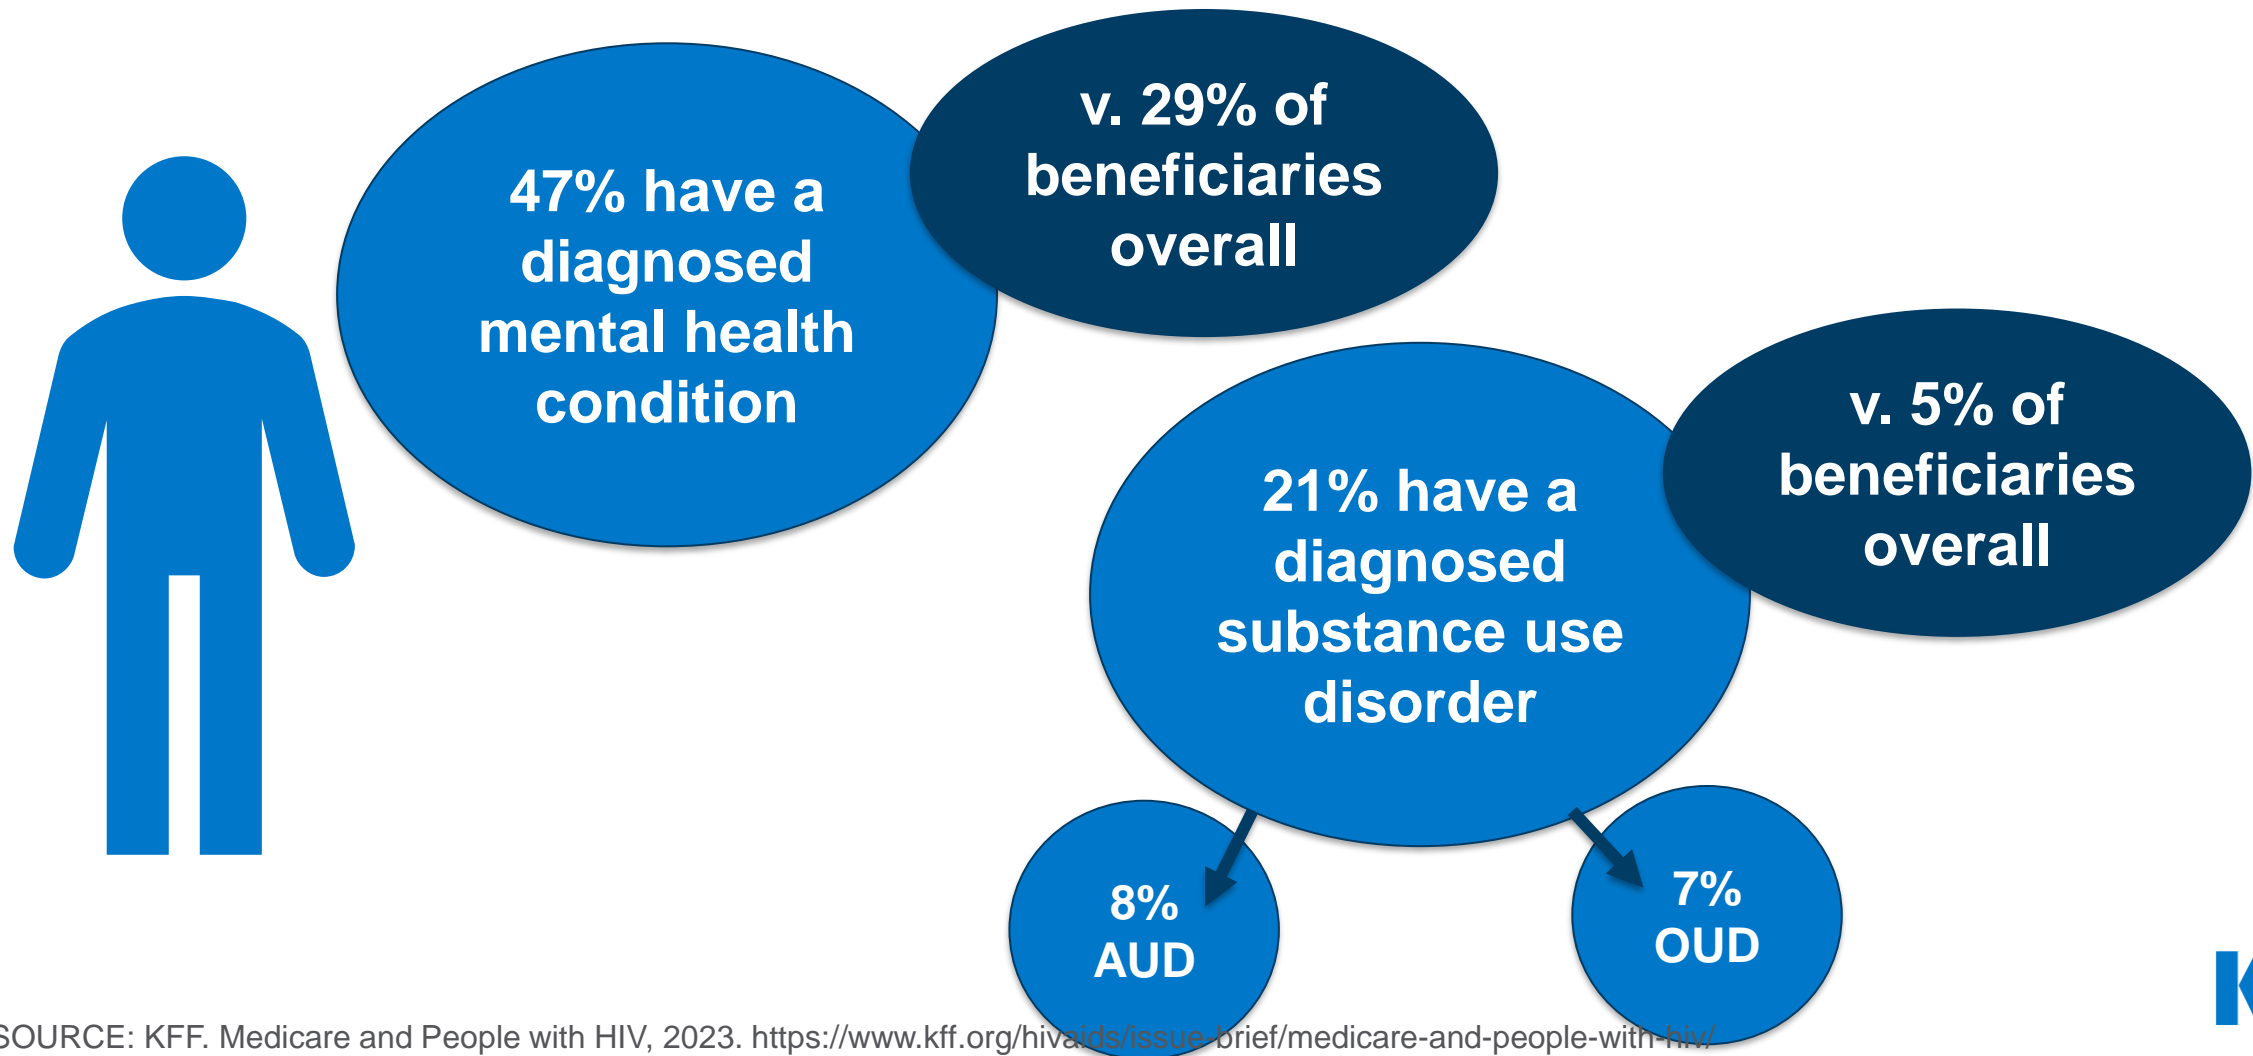 47% have a
diagnosed
mental health
condition
v. 29% of
beneficiaries
overall
21% have a
diagnosed
substance use
disorder
v. 5% of
beneficiaries
overall
8%
AUD
7%
OUD
SOURCE: KFF. Medicare and People with HIV, 2023. https://www.kff.org/hivaids/issue-brief/medicare-and-people-with-hiv/
K